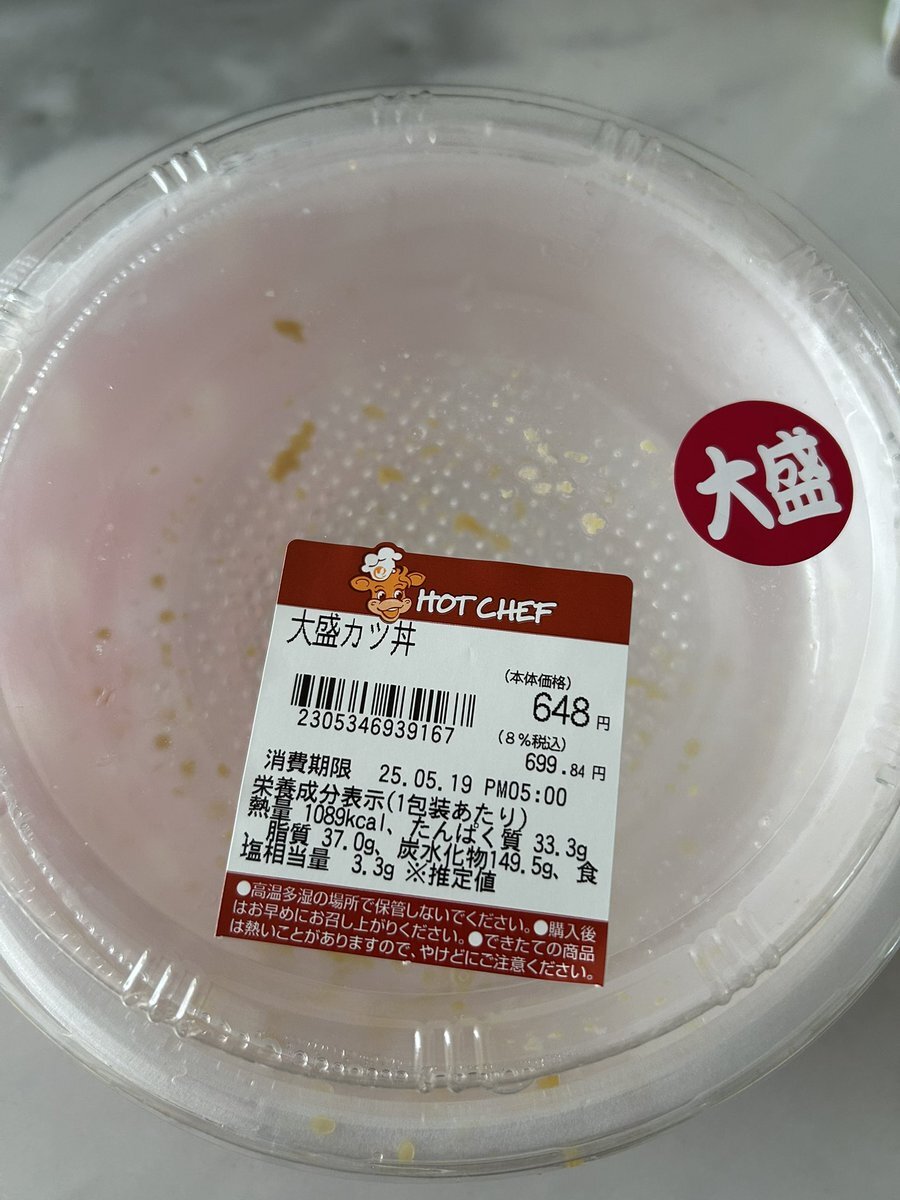 大盛
HOT CHEF
大盛カツ丼
(本体価格)
648円
2305346939167
(8%税込)
699.84円
消費期限 25.05.19 PM05:00
栄養成分表示(1包装あたり)
熱量 1089kcal、たんぱく質 33.3g
脂質 37.0g、炭水化物149.5g、食
塩相当量 3.3g ※推定値
●高温多湿の場所で保管しないでください。●購入後
はお早めにお召し上がりください。●できたての商品
は熱いことがありますので、やけどにご注意ください。